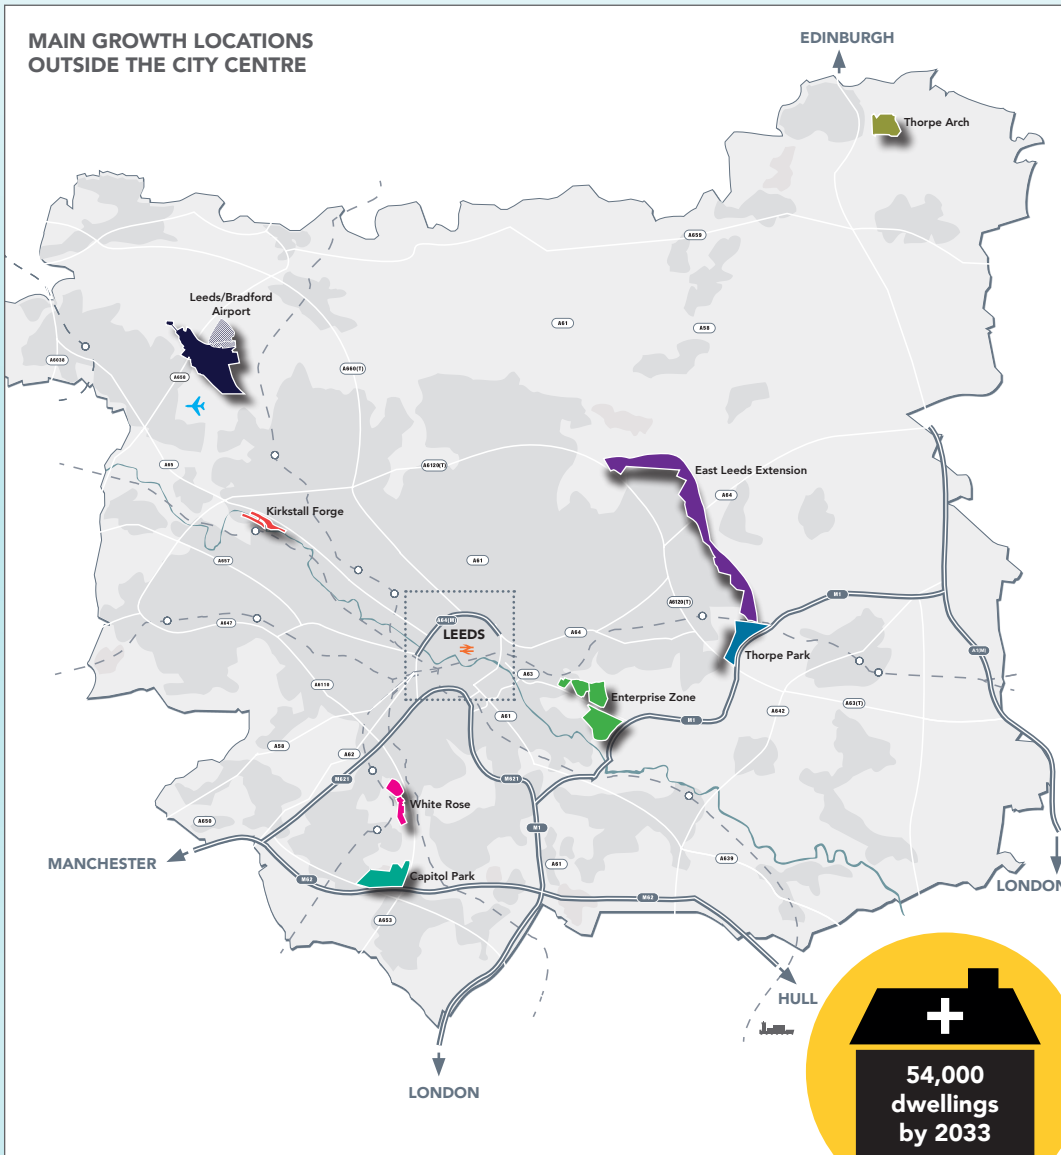 MAIN GROWTH LOCATIONS
OUTSIDE THE CITY CENTRE
EDINBURGH
Thorpe Arch
A659
Leeds/Bradford
Airport
A61
A58
A6038
A660(T)
A658
A65
A6120(T)
East Leeds Extension
A64
Kirkstall Forge
A657
A61
M1
A6120(T)
A64(M)
A647
A64
LEEDS
A1(M)
Thorpe Park
A63
A6110
Enterprise Zone
A63(T)
A642
A61
M1
A58
A62
M621
M621
White Rose
A650
M1
MANCHESTER
A61
A639
M62
Capitol Park
LONDON
M62
A653
HULL
LONDON
54,000
dwellings
by 2033